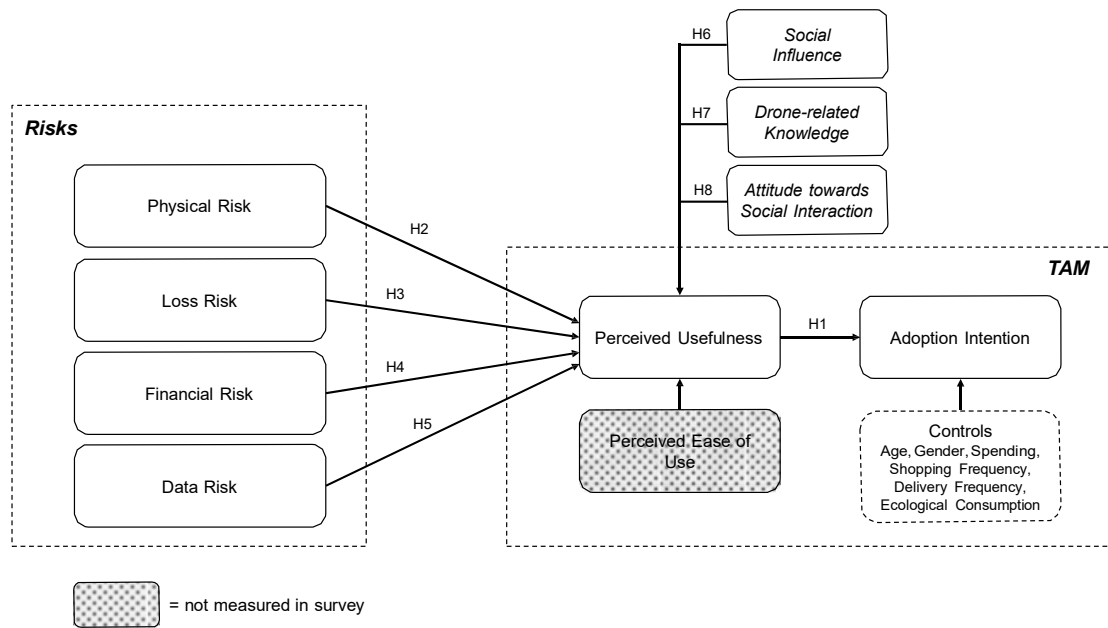 H6
Social
Influence
H7
Drone-related
Knowledge
H8
Attitude towards
Social Interaction
Risks
Physical Risk
Loss Risk
Financial Risk
Data Risk
H2
H3
H4
H5
TAM
Perceived Usefulness
H1
Adoption Intention
Perceived Ease of
Use
Controls
Age, Gender, Spending,
Shopping Frequency,
Delivery Frequency,
Ecological Consumption
= not measured in survey